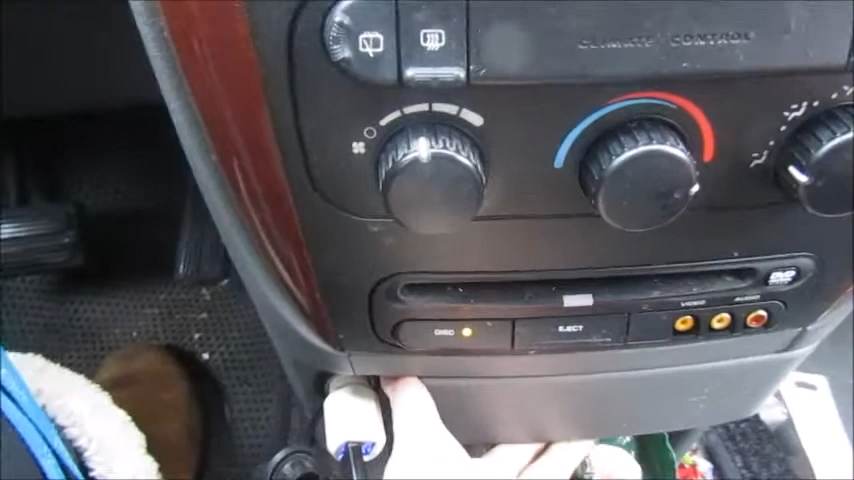 CLIMATE CONTROL
DVD
VIDEO
AUDIO
DISC
EJECT